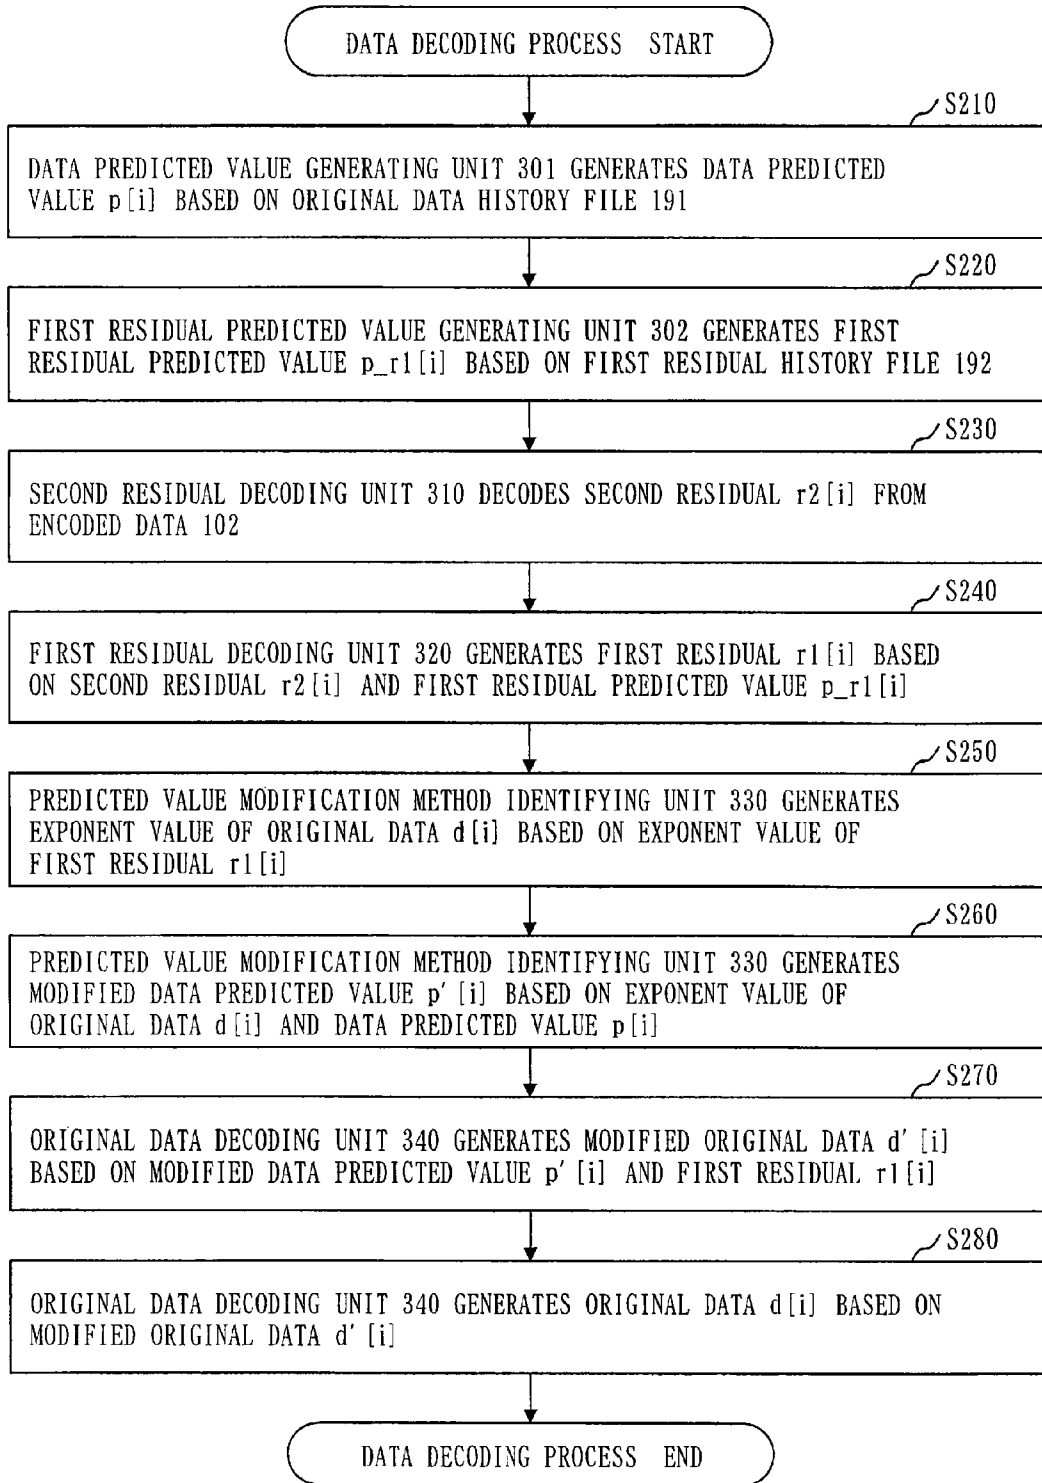 DATA DECODING PROCESS START
S210
DATA PREDICTED VALUE GENERATING UNIT 301 GENERATES DATA PREDICTED
VALUE p[i] BASED ON ORIGINAL DATA HISTORY FILE 191
S220
FIRST RESIDUAL PREDICTED VALUE GENERATING UNIT 302 GENERATES FIRST
RESIDUAL PREDICTED VALUE p_r1[i] BASED ON FIRST RESIDUAL HISTORY FILE 192
S230
SECOND RESIDUAL DECODING UNIT 310 DECODES SECOND RESIDUAL r2[i] FROM
ENCODED DATA 102
S240
FIRST RESIDUAL DECODING UNIT 320 GENERATES FIRST RESIDUAL r1[i] BASED
ON SECOND RESIDUAL r2[i] AND FIRST RESIDUAL PREDICTED VALUE p_r1[i]
S250
PREDICTED VALUE MODIFICATION METHOD IDENTIFYING UNIT 330 GENERATES
EXPONENT VALUE OF ORIGINAL DATA d[i] BASED ON EXPONENT VALUE OF
FIRST RESIDUAL r1[i]
S260
PREDICTED VALUE MODIFICATION METHOD IDENTIFYING UNIT 330 GENERATES
MODIFIED DATA PREDICTED VALUE p'[i] BASED ON EXPONENT VALUE OF
ORIGINAL DATA d[i] AND DATA PREDICTED VALUE p[i]
S270
ORIGINAL DATA DECODING UNIT 340 GENERATES MODIFIED ORIGINAL DATA d'[i]
BASED ON MODIFIED DATA PREDICTED VALUE p'[i] AND FIRST RESIDUAL r1[i]
S280
ORIGINAL DATA DECODING UNIT 340 GENERATES ORIGINAL DATA d[i] BASED ON
MODIFIED ORIGINAL DATA d'[i]
DATA DECODING PROCESS END